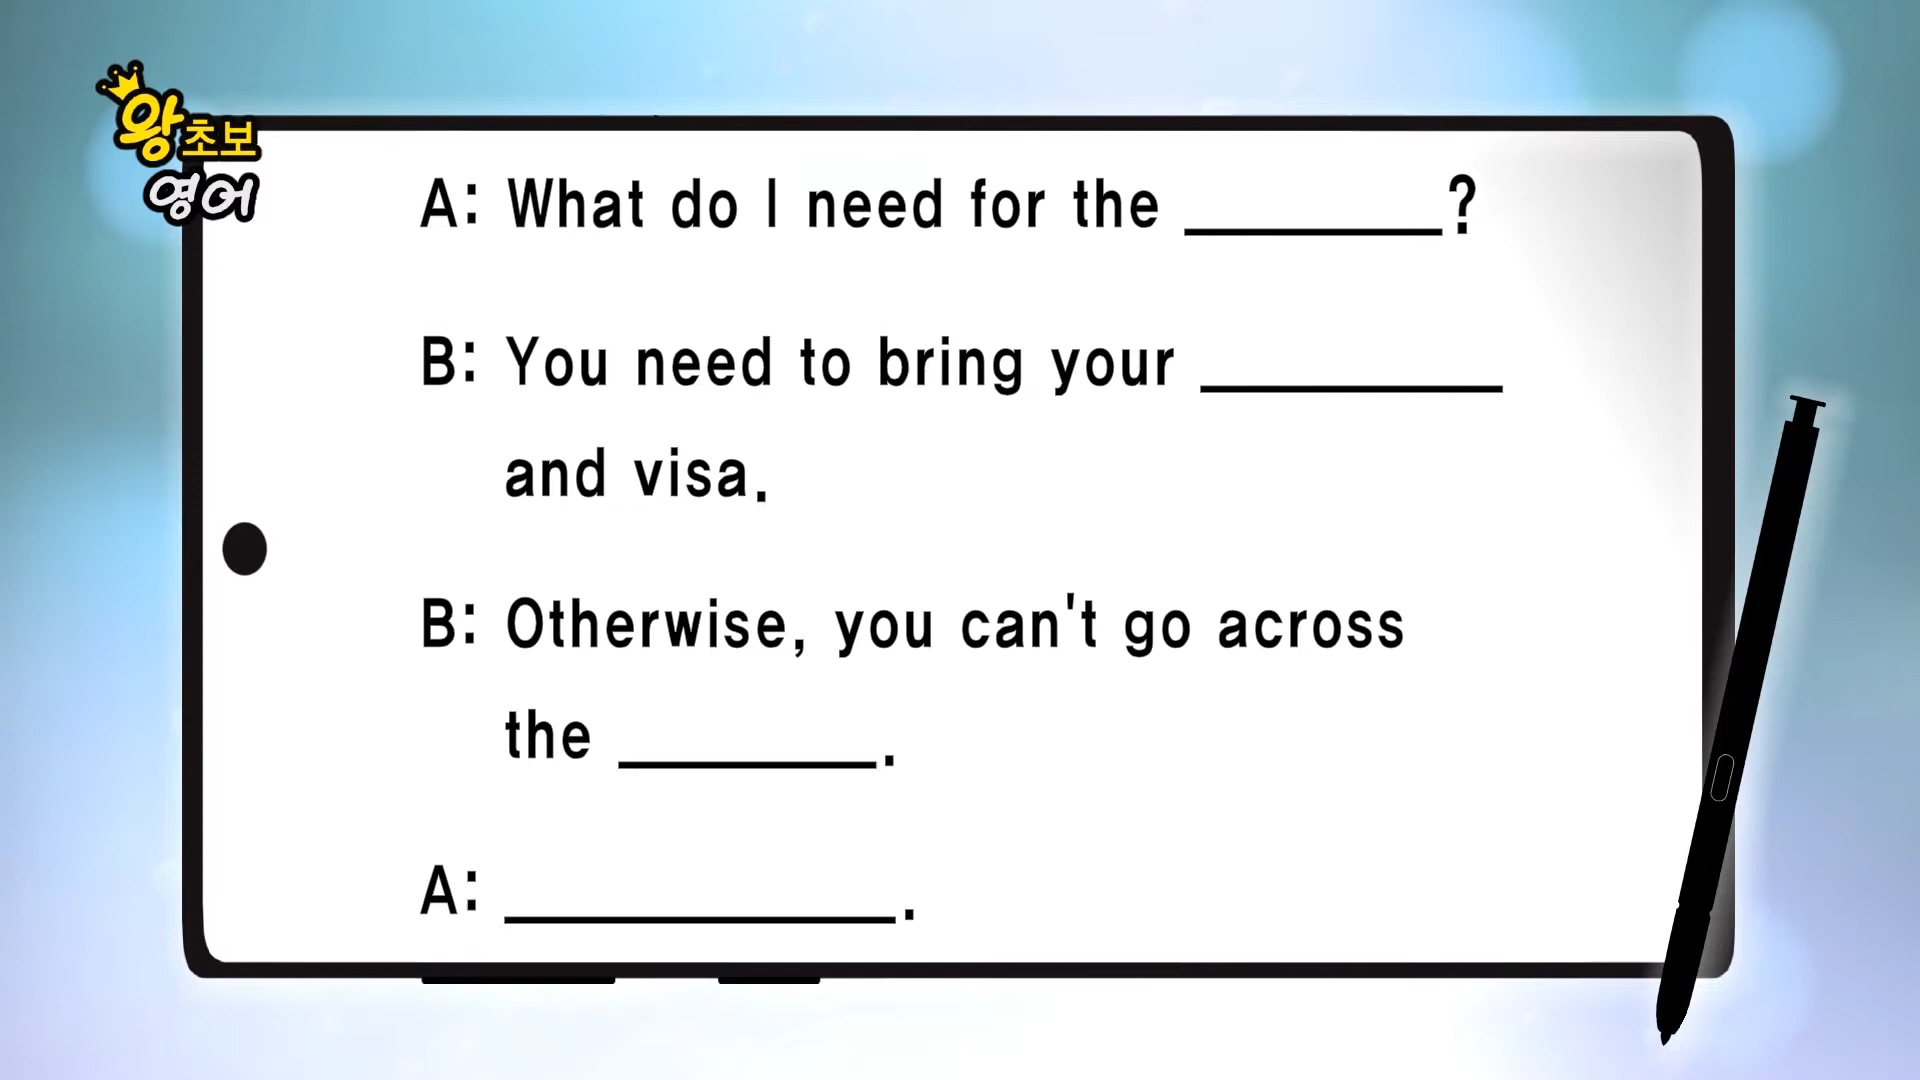 왕초보
영어
A: What do I need for the ________?
B: You need to bring your _________
and visa.
B: Otherwise, you can't go across
the ________.
A: ____________.